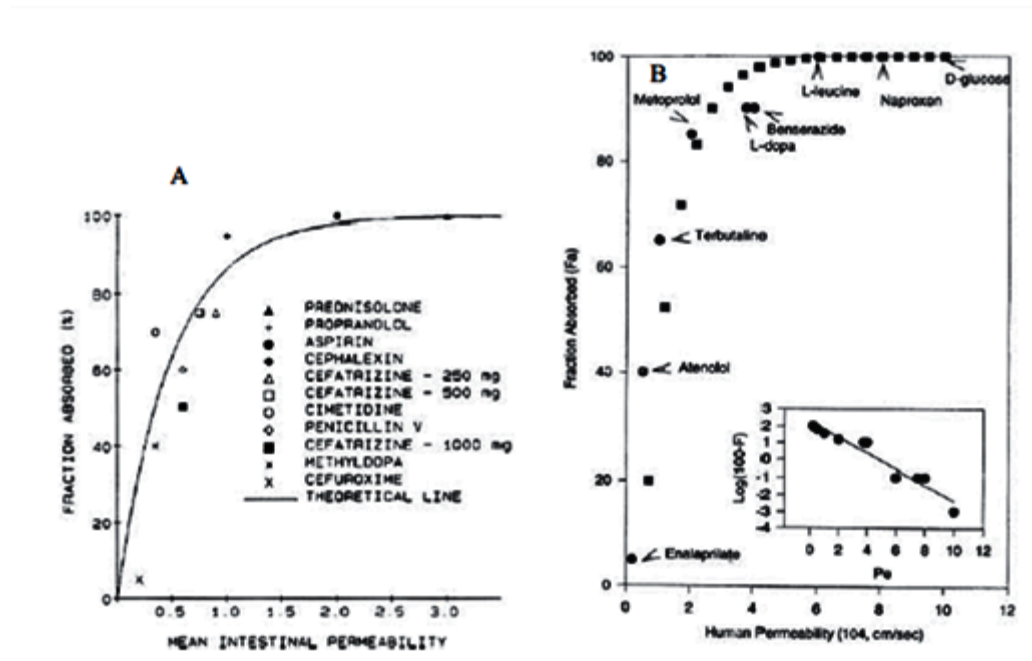 A
FRACTION ABSORBED (%)
100
80
60
40
20
0
0.5 1.0 1.5 2.0 2.5 3.0
MEAN INTESTINAL PERMEABILITY
PREDNISOLONE
PROPRANOLOL
ASPIRIN
CEPHALEXIN
CEFATRIZINE - 250 mg
CEFATRIZINE - 500 mg
CIMETIDINE
PENICILLIN V
CEFATRIZINE - 1000 mg
METHYLDOPA
CEFUROXIME
THEORETICAL LINE
B
Fraction Absorbed (Fa)
100
80
60
40
20
0
0 2 4 6 8 10 12
Human Permeability (104, cm/sec)
D-glucose
L-leucine
Naproxan
Metoprolol
Benserazide
L-dopa
Terbutaline
Atenolol
Enalaprilate
Log(100-F)
3
2
1
0
-1
-2
-3
-4
0 2 4 6 8 10 12
Pe